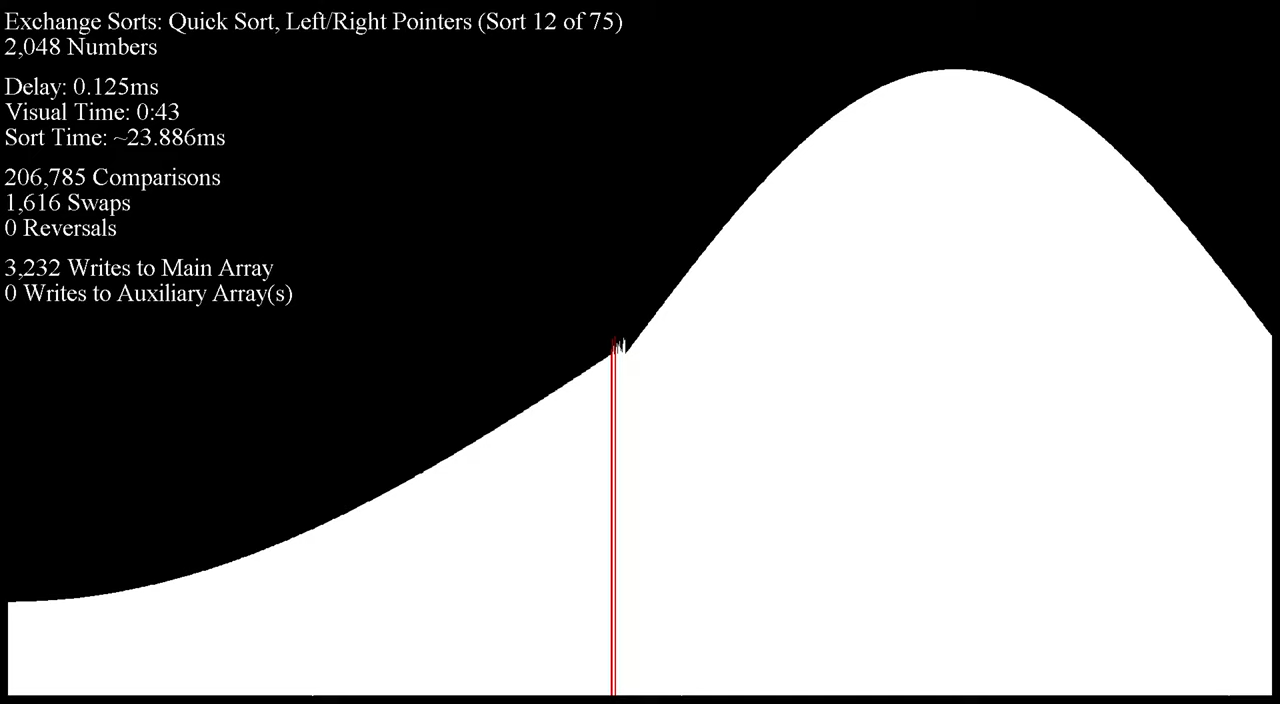 Exchange Sorts: Quick Sort, Left/Right Pointers (Sort 12 of 75)
2,048 Numbers
Delay: 0.125ms
Visual Time: 0:43
Sort Time: ~23.886ms
206,785 Comparisons
1,616 Swaps
0 Reversals
3,232 Writes to Main Array
0 Writes to Auxiliary Array(s)